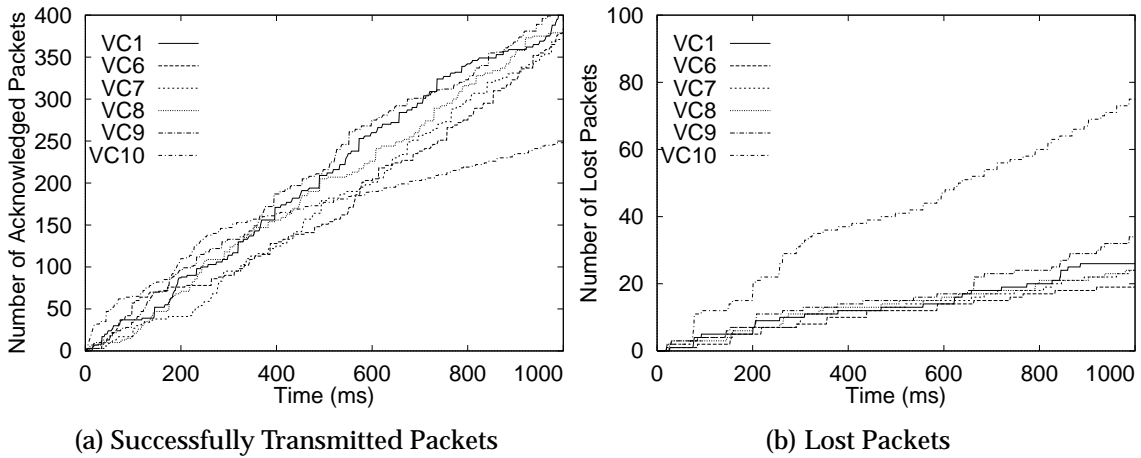 400
350
300
250
200
150
100
50
0
Number of Acknowledged Packets
VC1
VC6
VC7
VC8
VC9
VC10
0 200 400 600 800 1000
Time (ms)
(a) Successfully Transmitted Packets
100
80
60
40
20
0
Number of Lost Packets
VC1
VC6
VC7
VC8
VC9
VC10
0 200 400 600 800 1000
Time (ms)
(b) Lost Packets